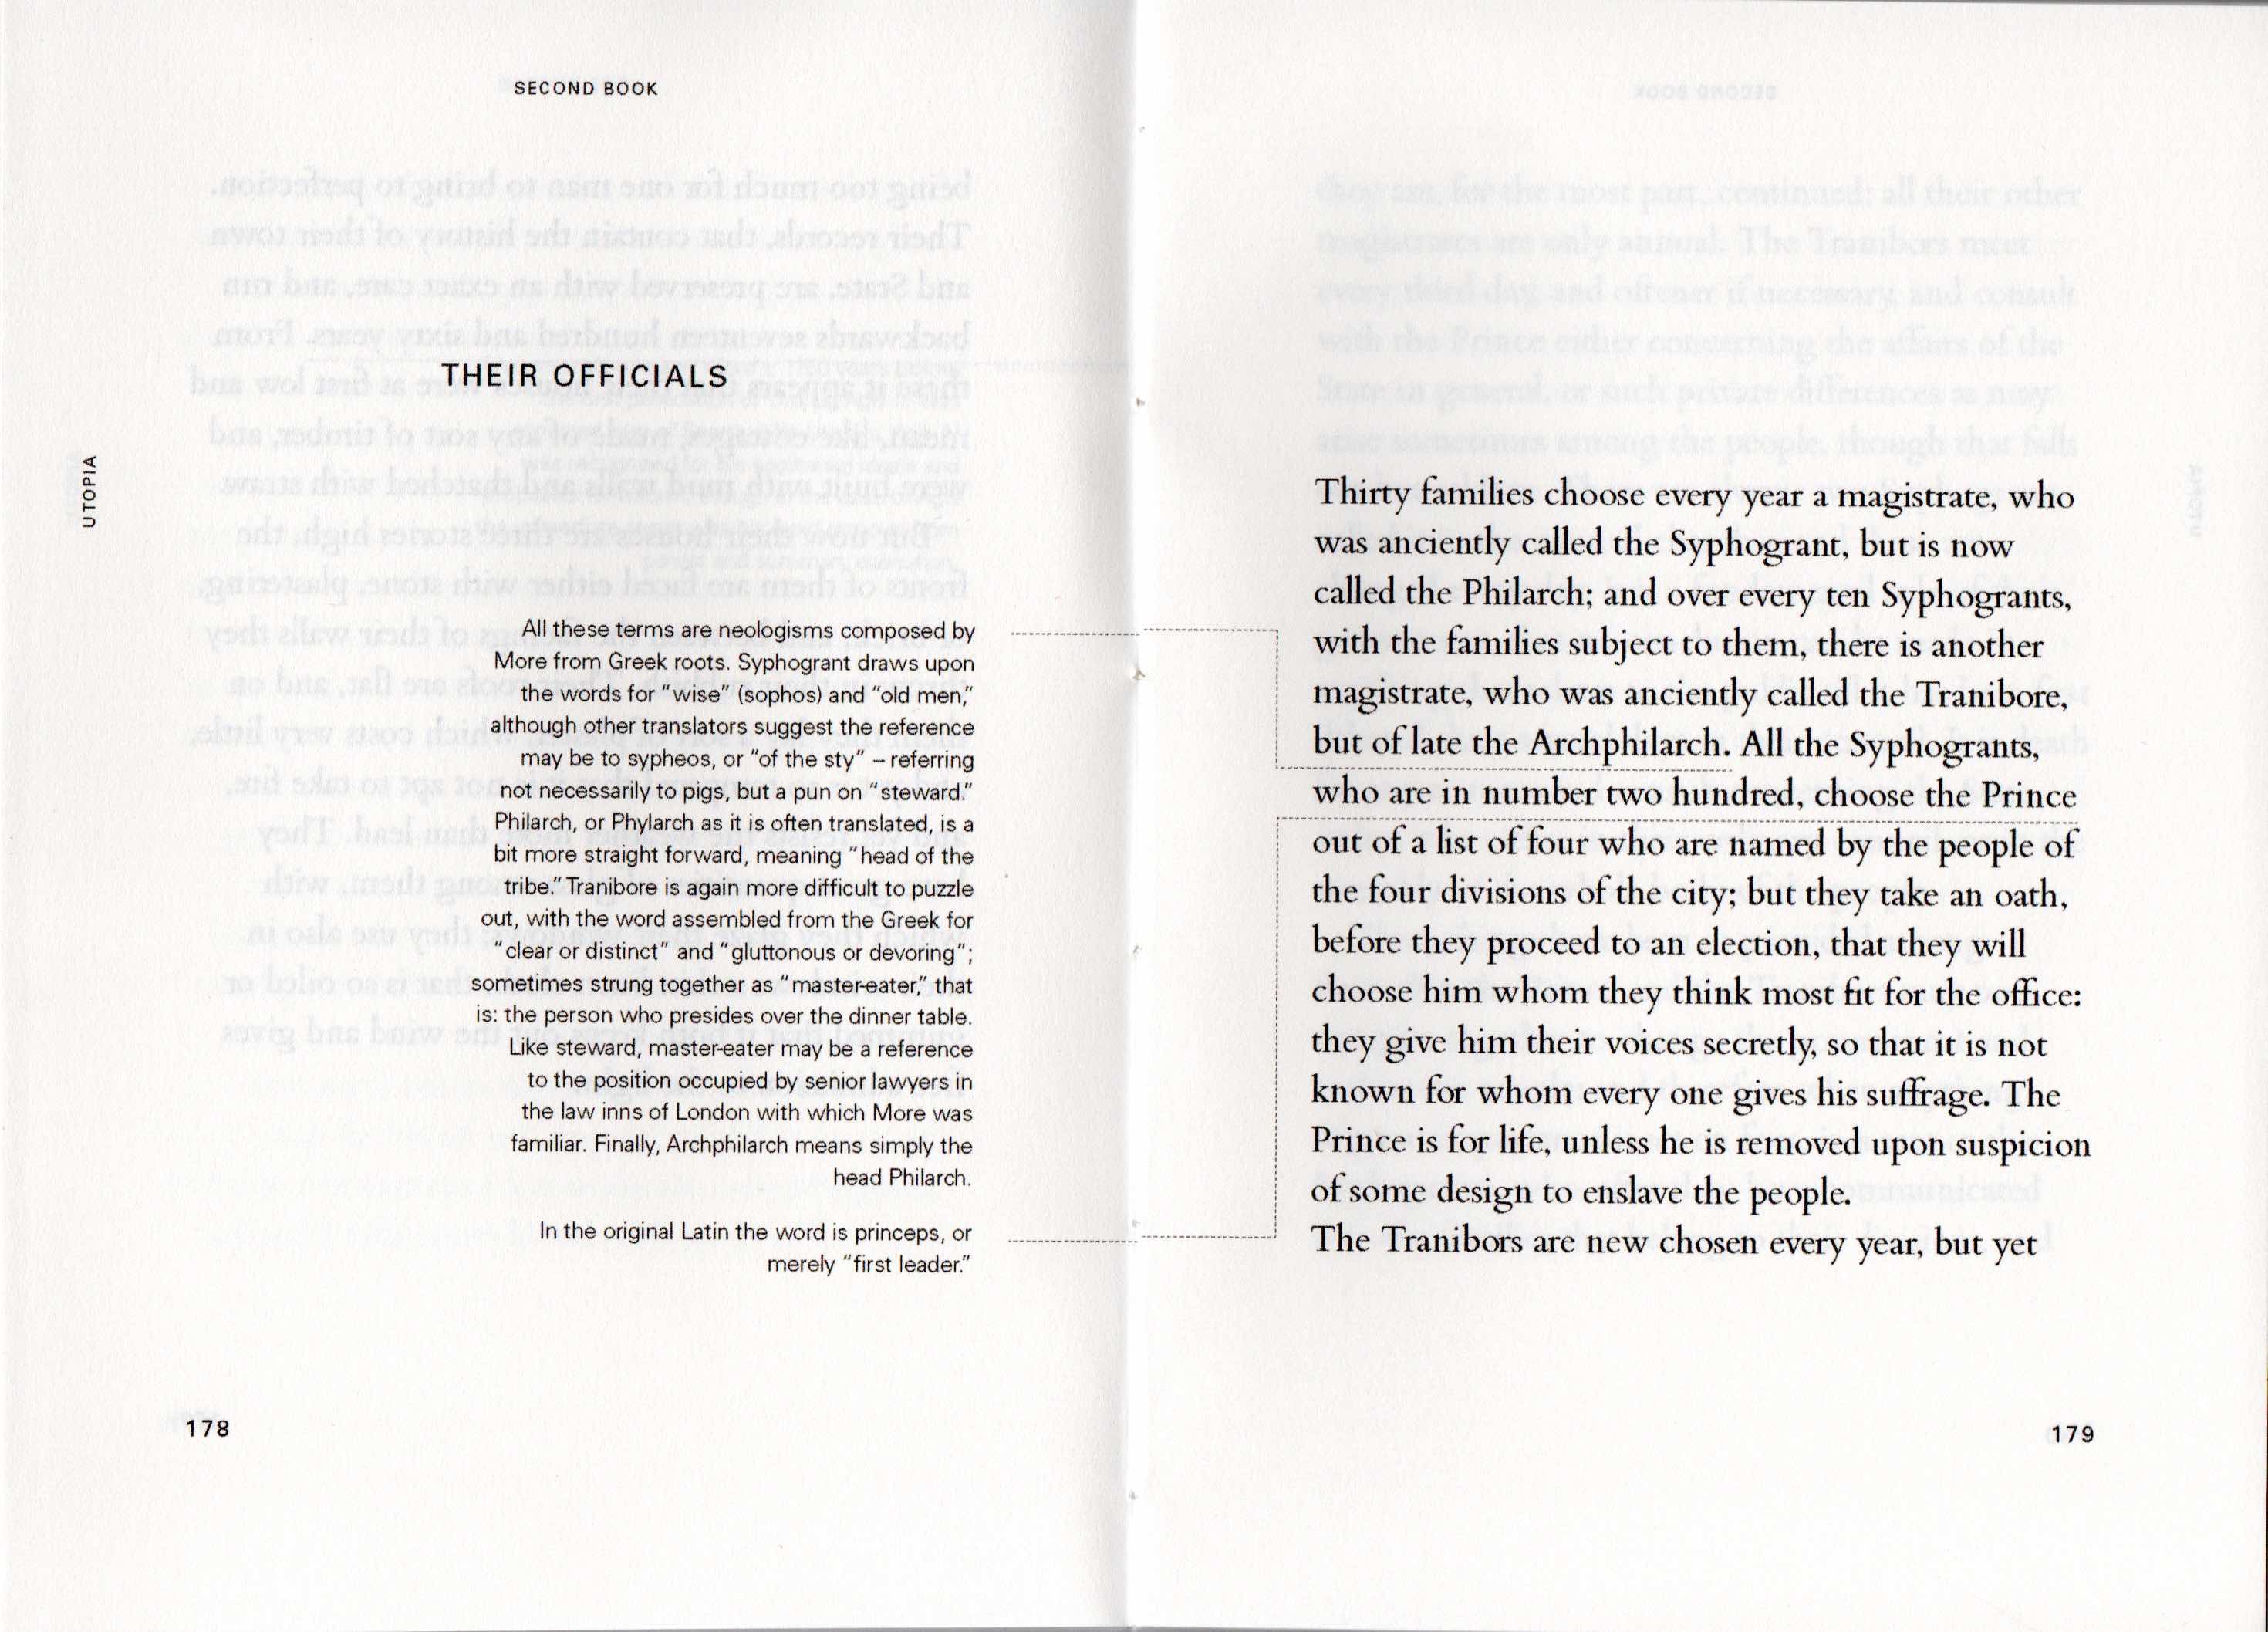 SECOND BOOK
THEIR OFFICIALS
UTOPIA
All these terms are neologisms composed by
More from Greek roots. Syphogrant draws upon
the words for “wise” (sophos) and “old men,”
although other translators suggest the reference
may be to sypheos, or “of the sty” – referring
not necessarily to pigs, but a pun on “steward.”
Philarch, or Phylarch as it is often translated, is a
bit more straight forward, meaning “head of the
tribe.” Tranibore is again more difficult to puzzle
out, with the word assembled from the Greek for
“clear or distinct” and “gluttonous or devoring”;
sometimes strung together as “master-eater,” that
is: the person who presides over the dinner table.
Like steward, master-eater may be a reference
to the position occupied by senior lawyers in
the law inns of London with which More was
familiar. Finally, Archphilarch means simply the
head Philarch.
In the original Latin the word is princeps, or
merely “first leader.”
178
Thirty families choose every year a magistrate, who
was anciently called the Syphogrant, but is now
called the Philarch; and over every ten Syphogrants,
with the families subject to them, there is another
magistrate, who was anciently called the Tranibore,
but of late the Archphilarch. All the Syphogrants,
who are in number two hundred, choose the Prince
out of a list of four who are named by the people of
the four divisions of the city; but they take an oath,
before they proceed to an election, that they will
choose him whom they think most fit for the office:
they give him their voices secretly, so that it is not
known for whom every one gives his suffrage. The
Prince is for life, unless he is removed upon suspicion
of some design to enslave the people.
The Tranibors are new chosen every year, but yet
179